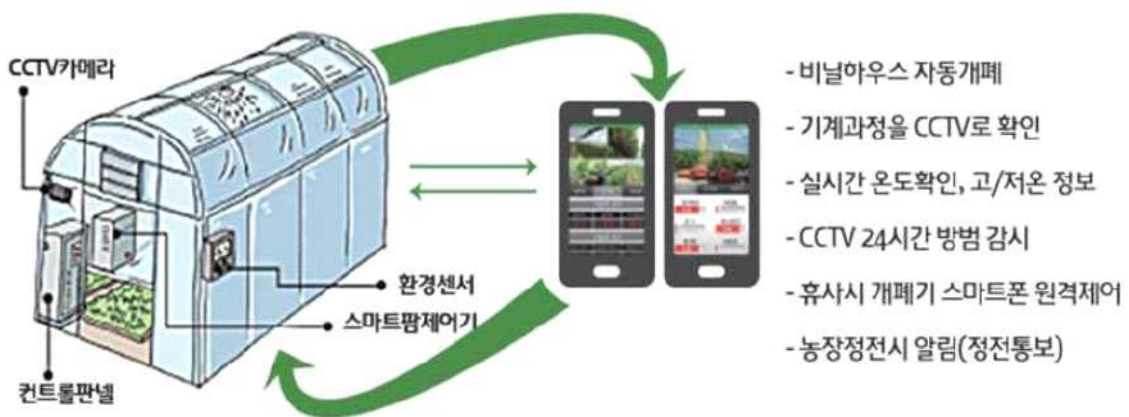 CCTV카메라
환경센서
스마트팜제어기
컨트롤판넬
- 비닐하우스 자동개폐
- 기계과정을 CCTV로 확인
- 실시간 온도확인, 고/저온 정보
- CCTV 24시간 방범 감시
- 휴사시 개폐기 스마트폰 원격제어
- 농장정전시 알림(정전통보)